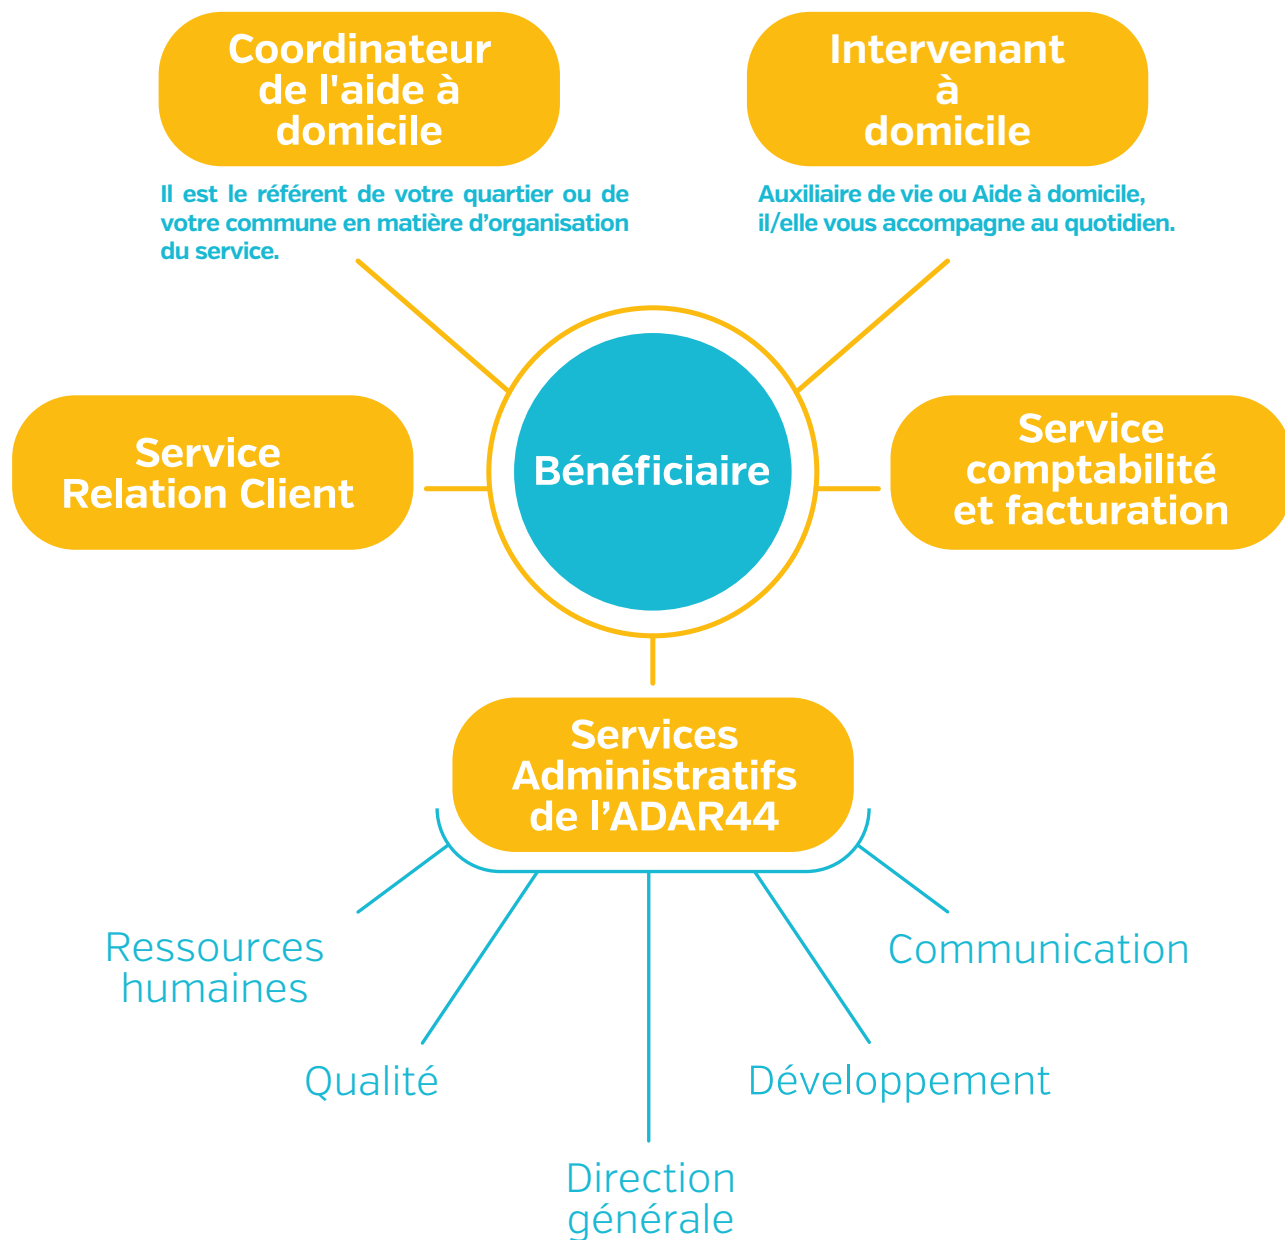 Coordinateur
de l'aide à
domicile
Il est le référent de votre quartier ou de
votre commune en matière d’organisation
du service.
Intervenant
à
domicile
Auxiliaire de vie ou Aide à domicile,
il/elle vous accompagne au quotidien.
Service
Relation Client
Bénéficiaire
Service
comptabilité
et facturation
Services
Administratifs
de l’ADAR44
Ressources
humaines
Communication
Qualité
Développement
Direction
générale